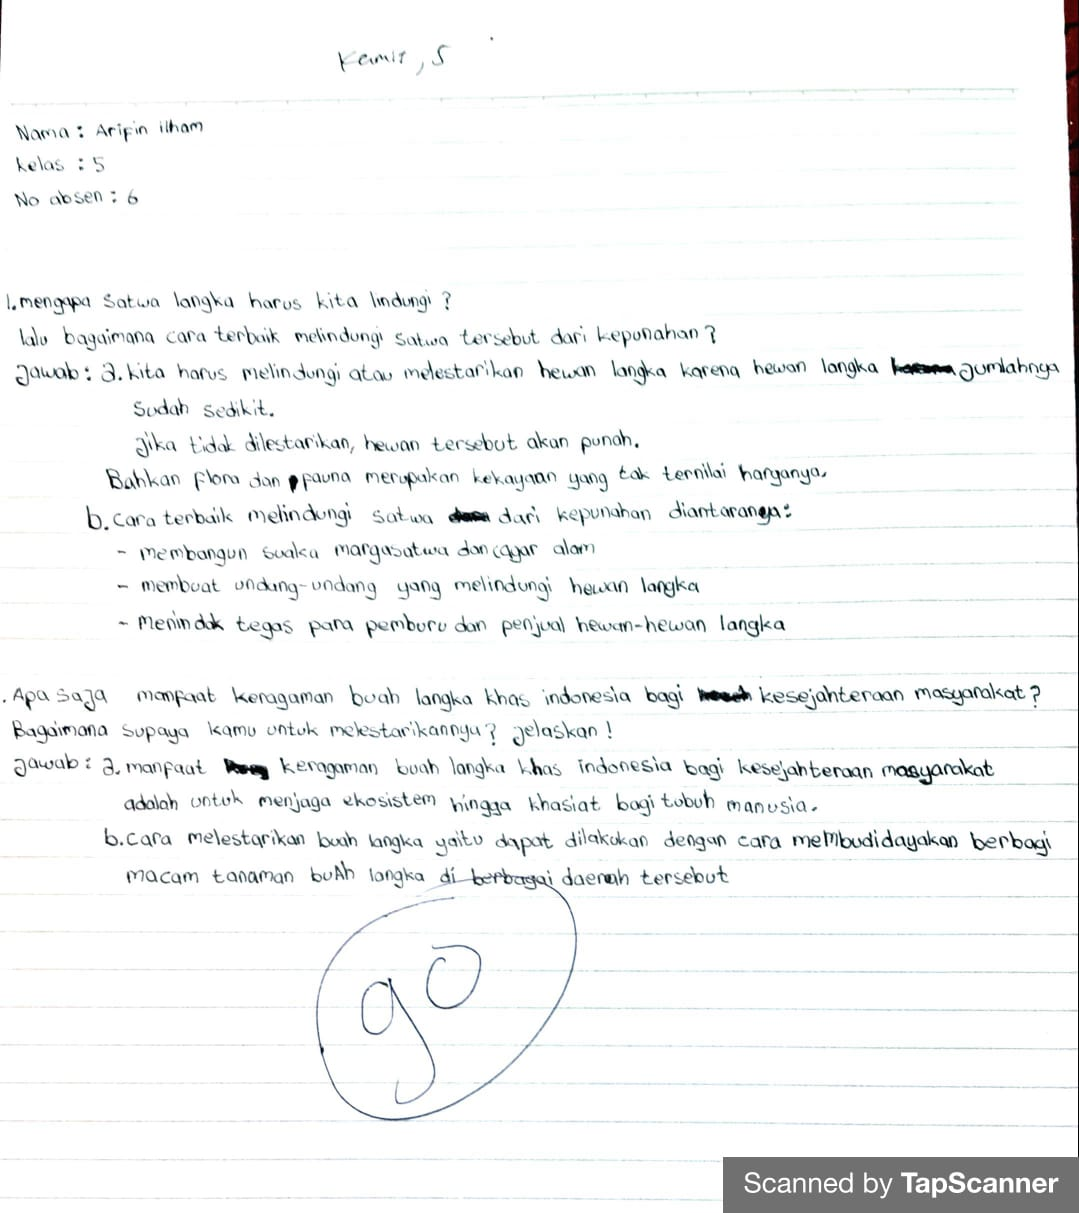 Kamis, 5
Nama : Aripin ilham
kelas : 5
No absen : 6
1. mengapa satwa langka harus kita lindungi ?
lalu bagaimana cara terbaik melindungi satwa tersebut dari kepunahan ?
Jawab : a. kita harus melindungi atau melestarikan hewan langka karena hewan langka jumlahnya
sudah sedikit.
Jika tidak dilestarikan, hewan tersebut akan punah.
Bahkan flora dan fauna merupakan kekayaan yang tak ternilai harganya.
b. cara terbaik melindungi satwa dari kepunahan diantaranya :
- membangun suaka margasatwa dan cagar alam
- membuat undang-undang yang melindungi hewan langka
- menindak tegas para pemburu dan penjual hewan-hewan langka
. Apa saja manfaat keragaman buah langka khas indonesia bagi kesejahteraan masyarakat ?
Bagaimana supaya kamu untuk melestarikannya ? jelaskan !
Jawab : a. manfaat keragaman buah langka khas indonesia bagi kesejahteraan masyarakat
adalah untuk menjaga ekosistem hingga khasiat bagi tubuh manusia.
b. cara melestarikan buah langka yaitu dapat dilakukan dengan cara membudidayakan berbagi
macam tanaman buAh langka di berbagai daerah tersebut
90
Scanned by TapScanner